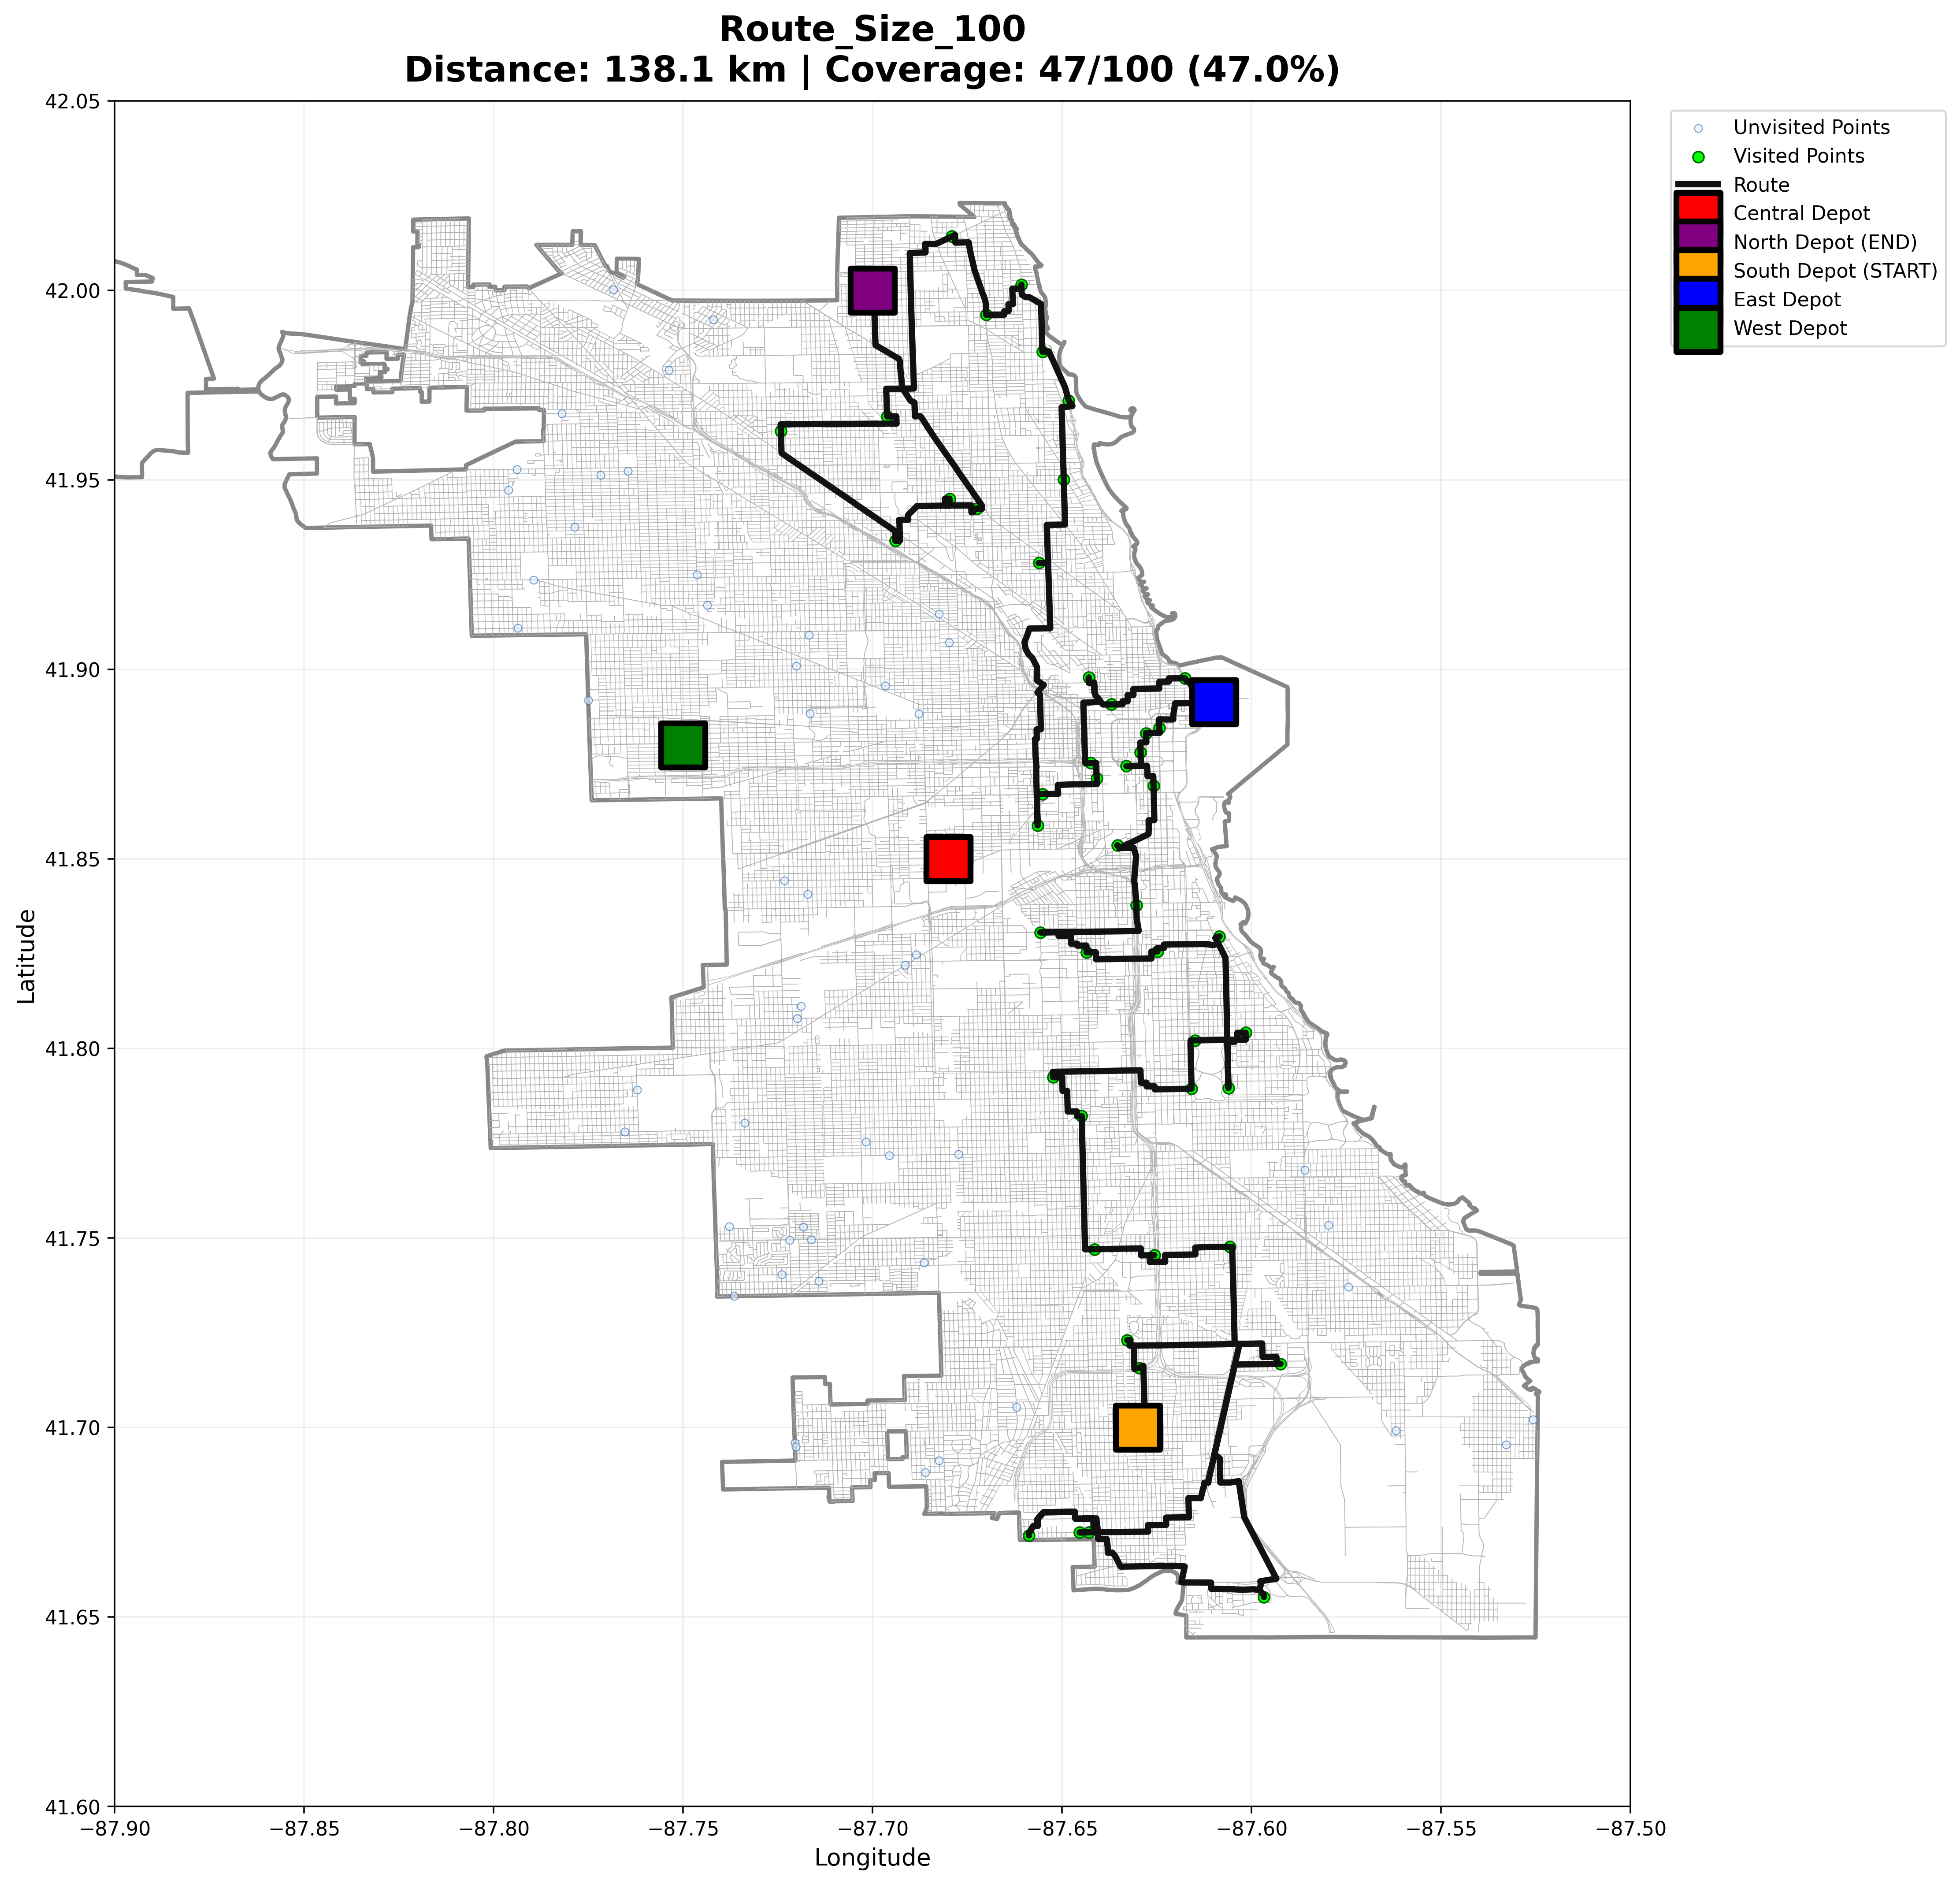 Route_Size_100
Distance: 138.1 km | Coverage: 47/100 (47.0%)
Unvisited Points
Visited Points
Route
Central Depot
North Depot (END)
South Depot (START)
East Depot
West Depot
Latitude
42.05
42.00
41.95
41.90
41.85
41.80
41.75
41.70
41.65
41.60
−87.90
−87.85
−87.80
−87.75
−87.70
−87.65
−87.60
−87.55
−87.50
Longitude